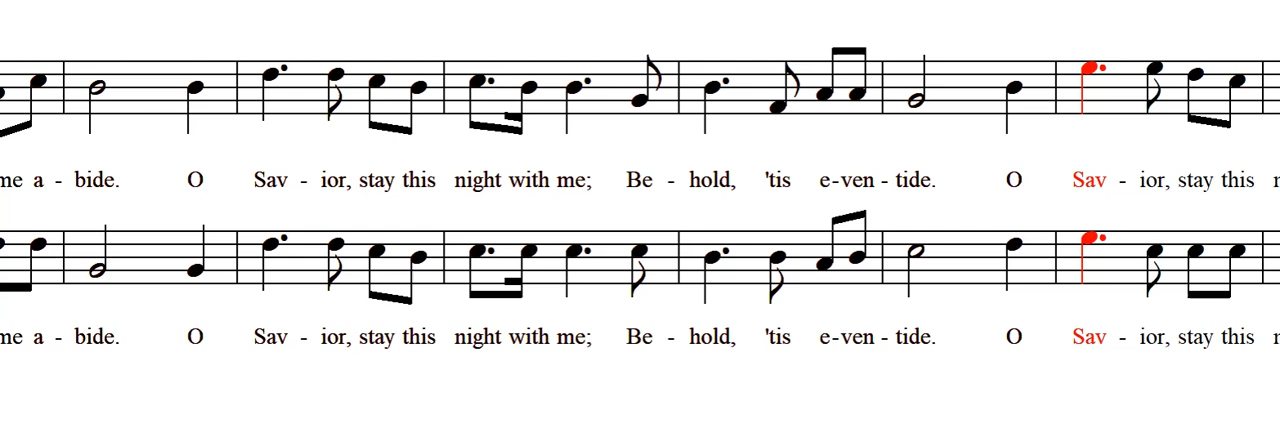 me a - bide. O Sav - ior, stay this night with me; Be - hold, 'tis e-ven - tide. O Sav - ior, stay this
me a - bide. O Sav - ior, stay this night with me; Be - hold, 'tis e-ven - tide. O Sav - ior, stay this